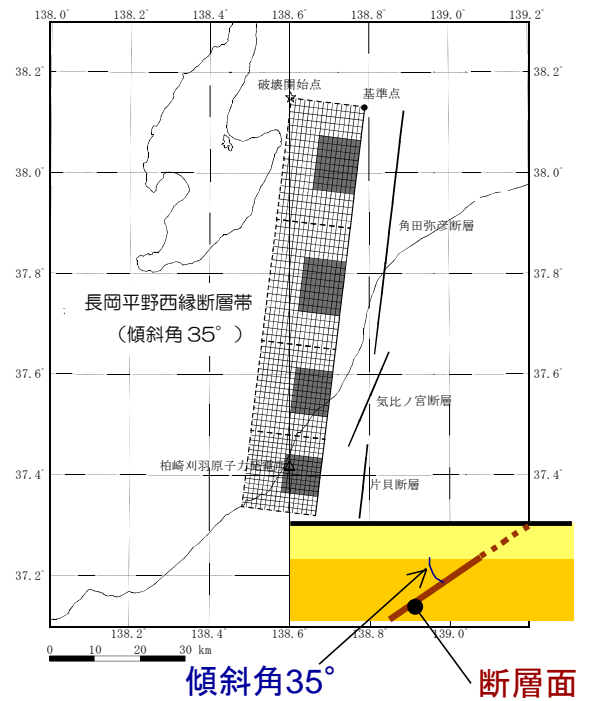 138.0° 138.2° 138.4° 138.6° 138.8° 139.0° 139.2°
38.2° 38.2°
破壊開始点
基準点
38.0° 38.0°
角田弥彦断層
37.8° 37.8°
長岡平野西縁断層帯
（傾斜角35°）
37.6° 37.6°
気比ノ宮断層
柏崎刈羽原子力発電所
37.4° 37.4°
片貝断層
37.2°
138.2° 138.4° 138.6° 138.8° 139.0°
0 10 20 30 km
傾斜角35°
断層面